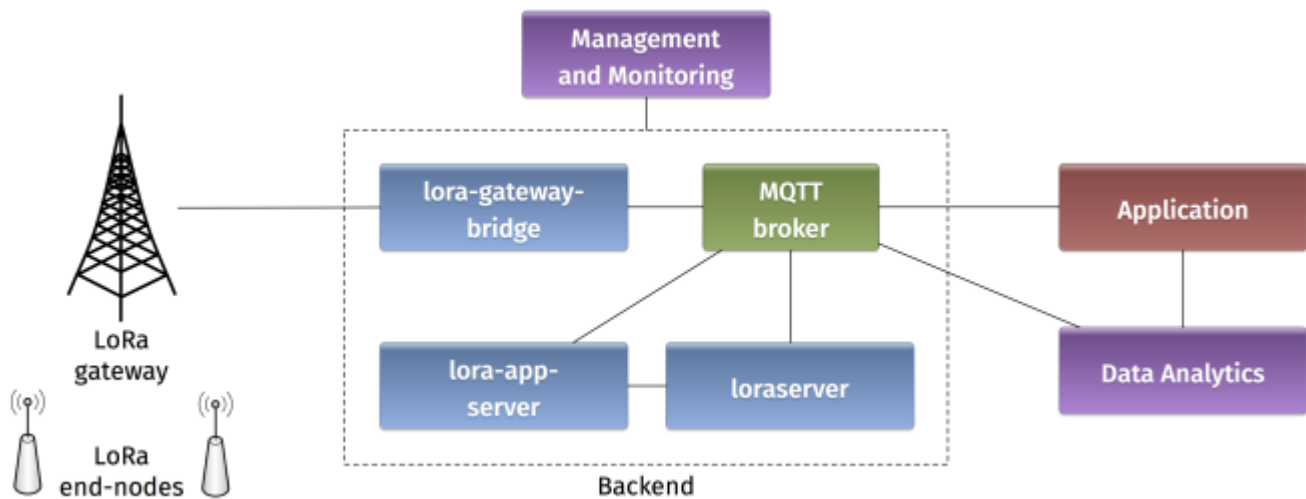 Management
and Monitoring
lora-gateway-
bridge
MQTT
broker
Application
LoRa
gateway
lora-app-
server
loraserver
Data Analytics
LoRa
end-nodes
Backend